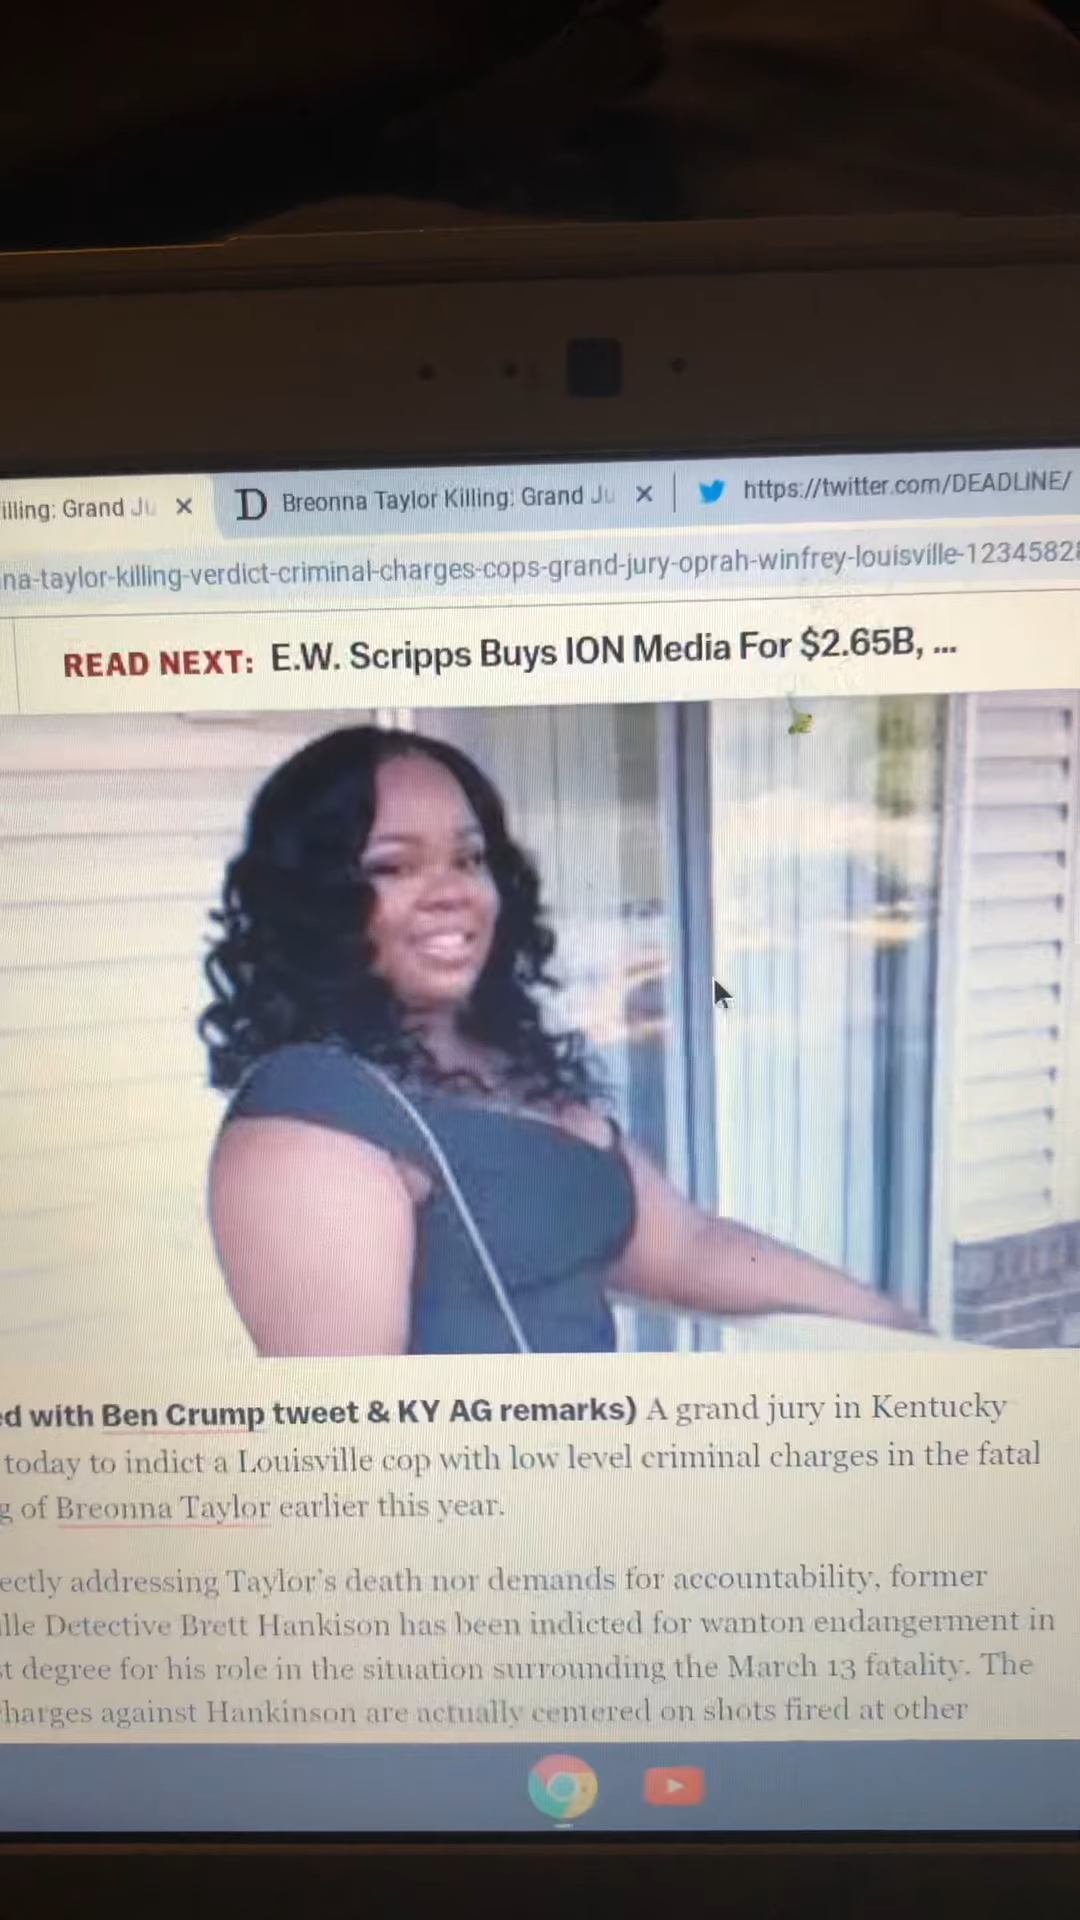 illing: Grand Ju
D Breonna Taylor Killing: Grand Ju
https://twitter.com/DEADLINE/
na-taylor-killing-verdict-criminal-charges-cops-grand-jury-oprah-winfrey-louisville-1234582
READ NEXT: E.W. Scripps Buys ION Media For $2.65B, ...
ed with Ben Crump tweet & KY AG remarks) A grand jury in Kentucky
today to indict a Louisville cop with low level criminal charges in the fatal
g of Breonna Taylor earlier this year.
ectly addressing Taylor's death nor demands for accountability, former
lle Detective Brett Hankison has been indicted for wanton endangerment in
st degree for his role in the situation surrounding the March 13 fatality. The
harges against Hankinson are actually centered on shots fired at other